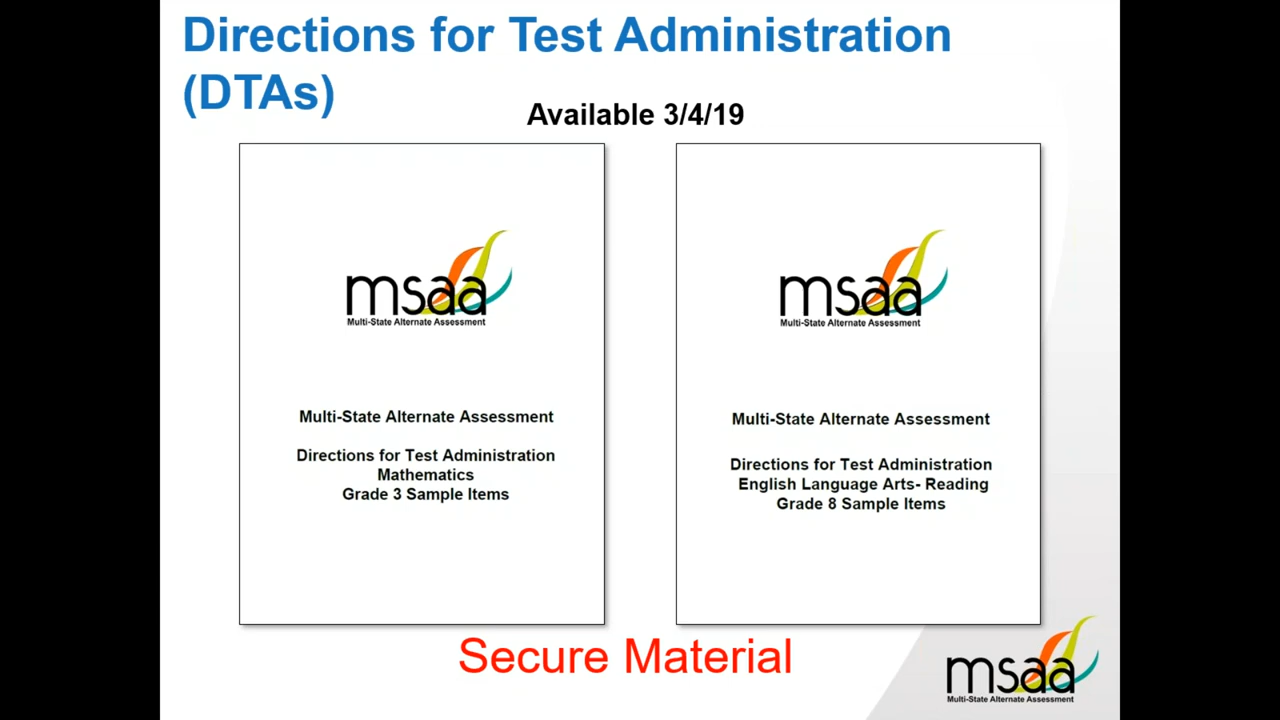 Directions for Test Administration
(DTAs)
Available 3/4/19
msaa
Multi-State Alternate Assessment
Multi-State Alternate Assessment
Directions for Test Administration
Mathematics
Grade 3 Sample Items
msaa
Multi-State Alternate Assessment
Multi-State Alternate Assessment
Directions for Test Administration
English Language Arts- Reading
Grade 8 Sample Items
Secure Material
msaa
Multi-State Alternate Assessment